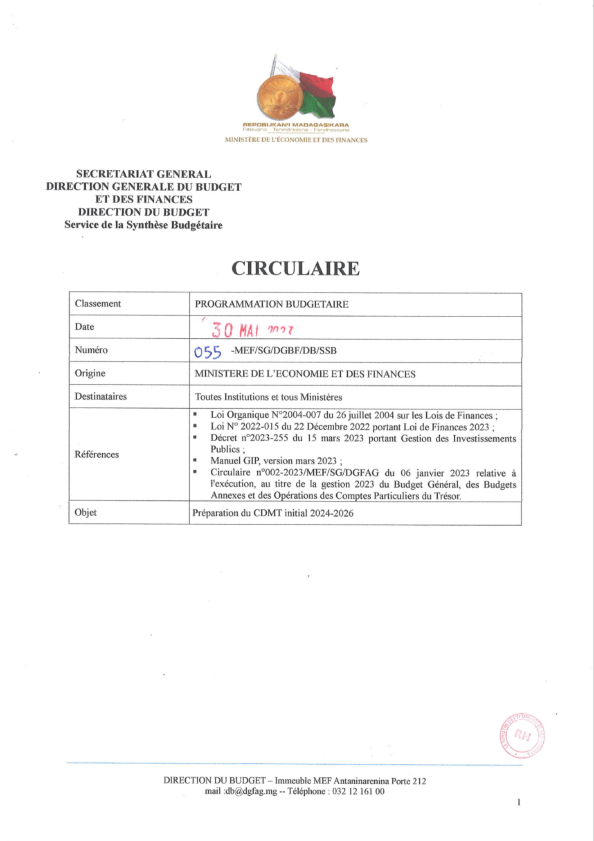 REPOBLIKAN'I MADAGASIKARA
Fitiavana - Tanindrazana - Fandrosoana
MINISTÈRE DE L'ÉCONOMIE ET DES FINANCES
SECRETARIAT GENERAL
DIRECTION GENERALE DU BUDGET
ET DES FINANCES
DIRECTION DU BUDGET
Service de la Synthèse Budgétaire
CIRCULAIRE
Classement PROGRAMMATION BUDGETAIRE
Date 30 MAI
Numéro 055 -MEF/SG/DGBF/DB/SSB
Origine MINISTERE DE L'ECONOMIE ET DES FINANCES
Destinataires Toutes Institutions et tous Ministères
Références
▪ Loi Organique N°2004-007 du 26 juillet 2004 sur les Lois de Finances ;
▪ Loi N° 2022-015 du 22 Décembre 2022 portant Loi de Finances 2023 ;
▪ Décret n°2023-255 du 15 mars 2023 portant Gestion des Investissements
Publics ;
▪ Manuel GIP, version mars 2023 ;
▪ Circulaire n°002-2023/MEF/SG/DGFAG du 06 janvier 2023 relative à
l'exécution, au titre de la gestion 2023 du Budget Général, des Budgets
Annexes et des Opérations des Comptes Particuliers du Trésor.
Objet Préparation du CDMT initial 2024-2026
DIRECTION DU BUDGET – Immeuble MEF Antaninarenina Porte 212
mail :db@dgfag.mg -- Téléphone : 032 12 161 00
1